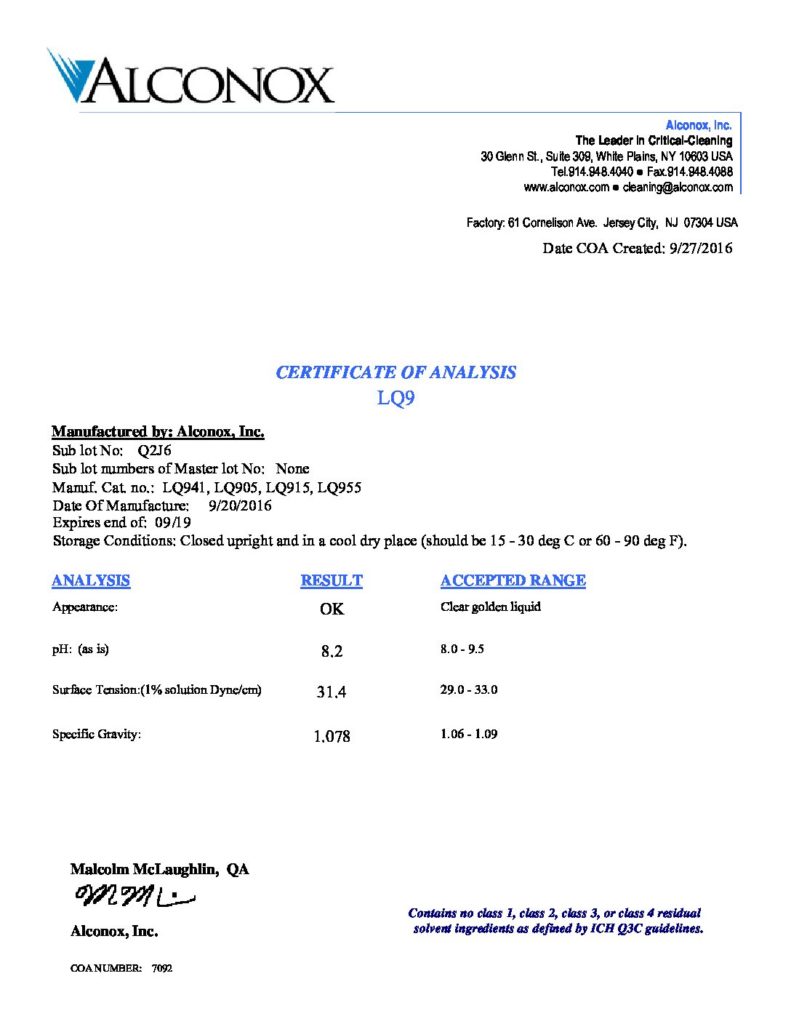 ALCONOX
Alconox, Inc.
The Leader in Critical-Cleaning
30 Glenn St., Suite 309, White Plains, NY 10603 USA
Tel.914.948.4040 ● Fax.914.948.4088
www.alconox.com ● cleaning@alconox.com
Factory: 61 Cornelison Ave. Jersey City, NJ 07304 USA
Date COA Created: 9/27/2016
CERTIFICATE OF ANALYSIS
LQ9
Manufactured by: Alconox, Inc.
Sub lot No: Q2J6
Sub lot numbers of Master lot No: None
Manuf. Cat. no.: LQ941, LQ905, LQ915, LQ955
Date Of Manufacture: 9/20/2016
Expires end of: 09/19
Storage Conditions: Closed upright and in a cool dry place (should be 15 - 30 deg C or 60 - 90 deg F).
ANALYSIS RESULT ACCEPTED RANGE
Appearance: OK Clear golden liquid
pH: (as is) 8.2 8.0 - 9.5
Surface Tension:(1% solution Dyne/cm) 31.4 29.0 - 33.0
Specific Gravity: 1.078 1.06 - 1.09
Malcolm McLaughlin, QA
Alconox, Inc.
Contains no class 1, class 2, class 3, or class 4 residual
solvent ingredients as defined by ICH Q3C guidelines.
COA NUMBER: 7092